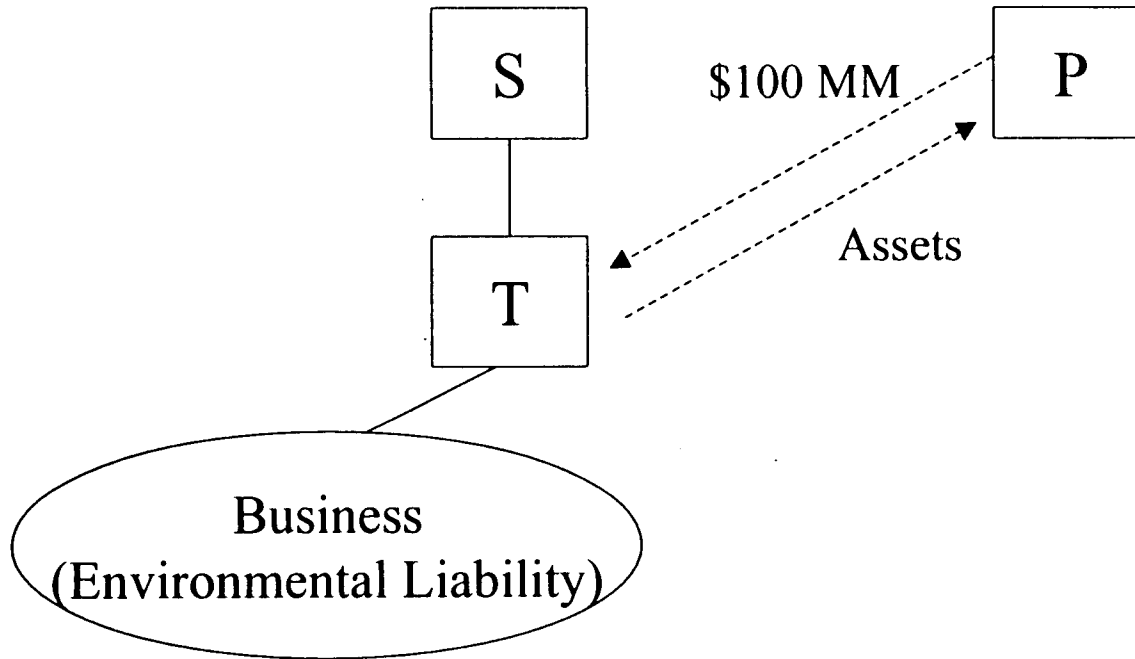 S
$100 MM
P
Assets
T
Business
(Environmental Liability)